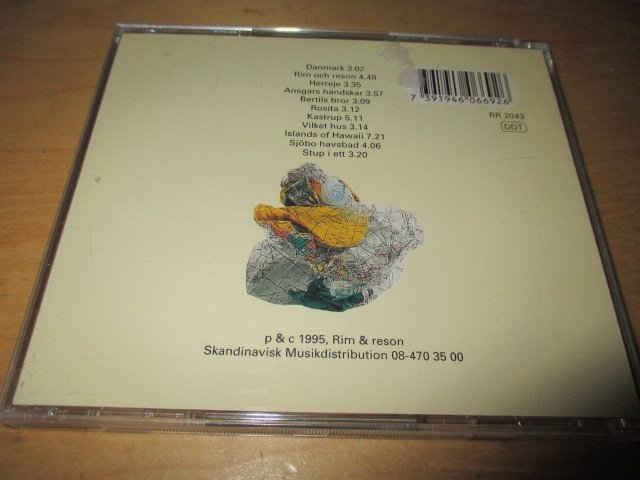 Danmark 3.02
Rim och reson 4.48
Herreje 3.35
Ansgars handskar 3.57
Bertils bror 3.09
Rosita 3.12
Kastrup 5.11
Vilket hus 3.14
Islands of Hawaii 7.21
Sjöbo havsbad 4.06
Stup i ett 3.20
7 391946 066926
RR 2043
DDT
p & c 1995, Rim & reson
Skandinavisk Musikdistribution 08-470 35 00